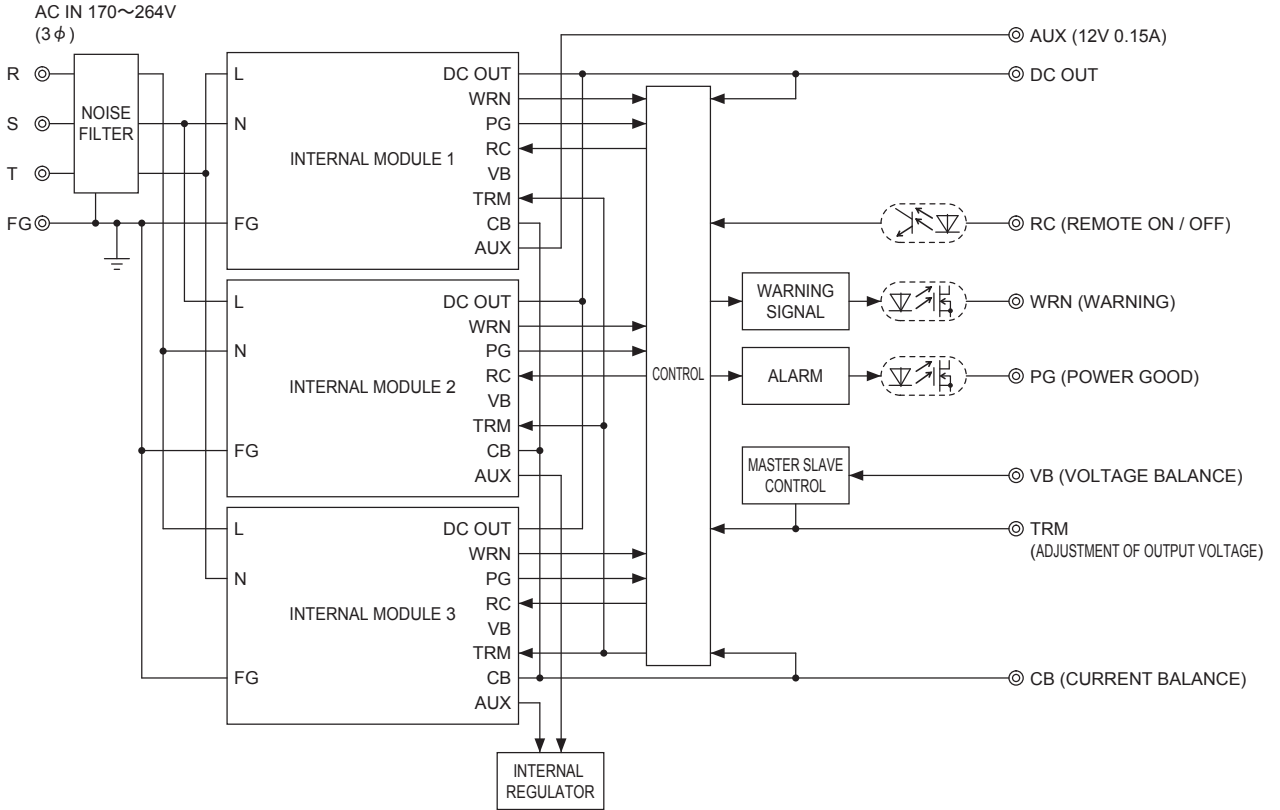 AC IN 170～264V
(3φ)
R
S
T
FG
NOISE
FILTER
L
N
FG
INTERNAL MODULE 1
DC OUT
WRN
PG
RC
VB
TRM
CB
AUX
L
N
FG
INTERNAL MODULE 2
DC OUT
WRN
PG
RC
VB
TRM
CB
AUX
L
N
FG
INTERNAL MODULE 3
DC OUT
WRN
PG
RC
VB
TRM
CB
AUX
INTERNAL
REGULATOR
CONTROL
WARNING
SIGNAL
ALARM
MASTER SLAVE
CONTROL
AUX (12V 0.15A)
DC OUT
RC (REMOTE ON / OFF)
WRN (WARNING)
PG (POWER GOOD)
VB (VOLTAGE BALANCE)
TRM
(ADJUSTMENT OF OUTPUT VOLTAGE)
CB (CURRENT BALANCE)